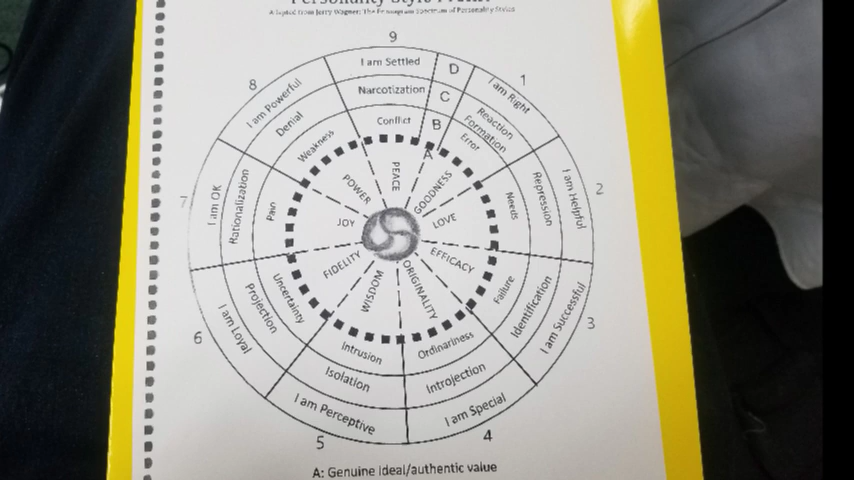 Personality Style
Adapted from Jerry Wagner: The Enneagram Spectrum of Personality Styles
9
I am Settled
Narcotization
Conflict
PEACE
D
C
B
A
1
I am Right
Reaction
Formation
Error
GOODNESS
2
I am Helpful
Repression
Needs
LOVE
3
I am Successful
Identification
Failure
EFFICACY
4
I am Special
Introjection
Ordinariness
ORIGINALITY
5
I am Perceptive
Isolation
Intrusion
WISDOM
6
I am Loyal
Projection
Uncertainty
FIDELITY
7
I am OK
Rationalization
Pain
JOY
8
I am Powerful
Denial
Weakness
POWER
A: Genuine Ideal/authentic value